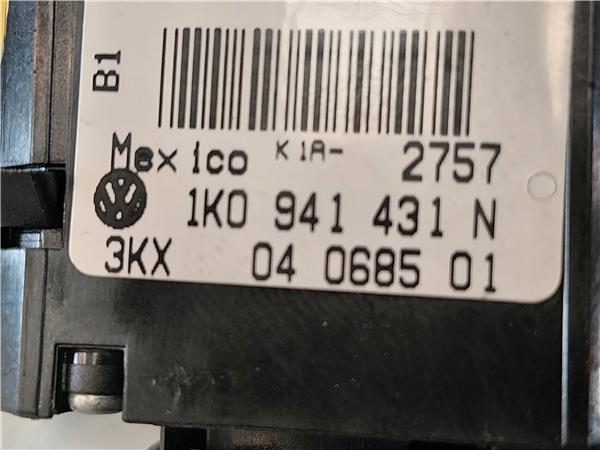 B1
Mexico K1A- 2757
1K0 941 431 N
3KX 04 0685 01